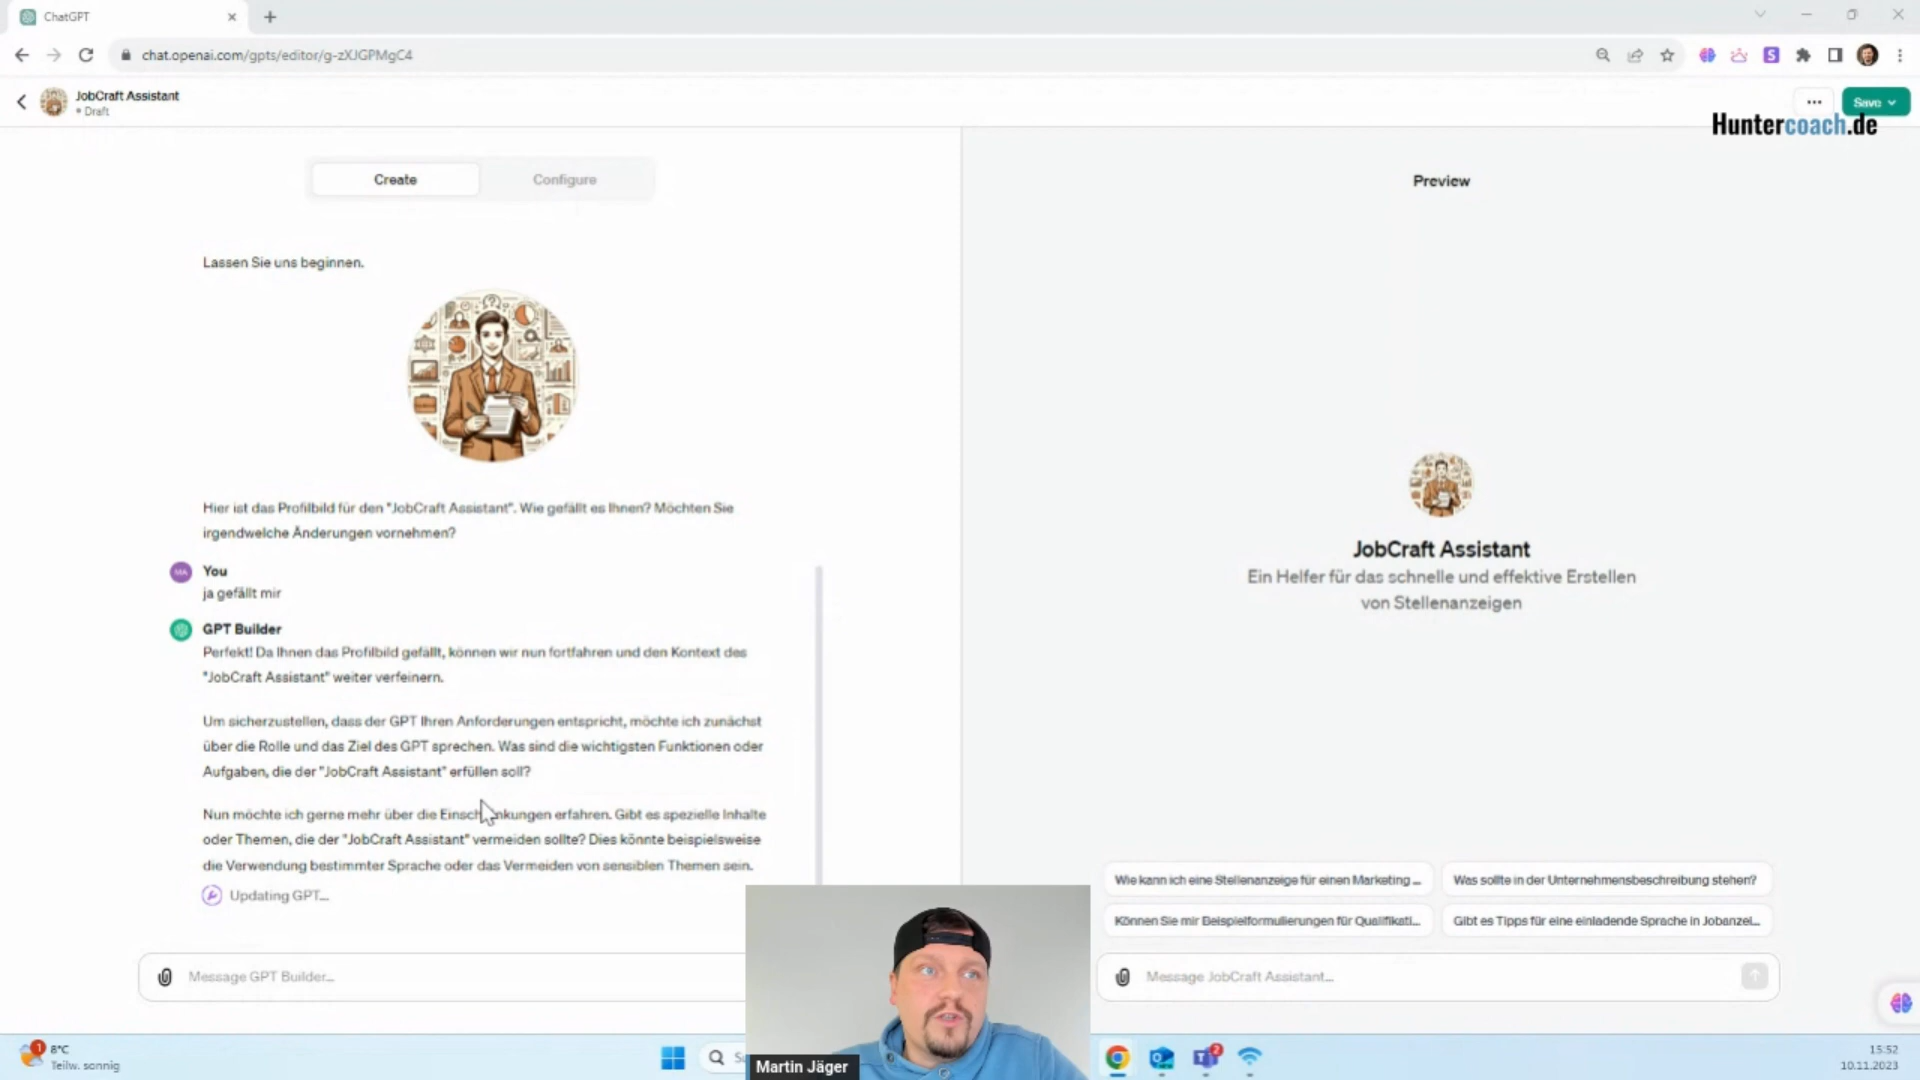 ChatGPT
chat.openai.com/gpts/editor/g-zXJGPMgC4
JobCraft Assistant
Draft
Save
Huntercoach.de
Create
Configure
Preview
Lassen Sie uns beginnen.
Hier ist das Profilbild für den "JobCraft Assistant". Wie gefällt es Ihnen? Möchten Sie
irgendwelche Änderungen vornehmen?
MA
You
ja gefällt mir
GPT Builder
Perfekt! Da Ihnen das Profilbild gefällt, können wir nun fortfahren und den Kontext des
"JobCraft Assistant" weiter verfeinern.
Um sicherzustellen, dass der GPT Ihren Anforderungen entspricht, möchte ich zunächst
über die Rolle und das Ziel des GPT sprechen. Was sind die wichtigsten Funktionen oder
Aufgaben, die der "JobCraft Assistant" erfüllen soll?
Nun möchte ich gerne mehr über die Einschränkungen erfahren. Gibt es spezielle Inhalte
oder Themen, die der "JobCraft Assistant" vermeiden sollte? Dies könnte beispielsweise
die Verwendung bestimmter Sprache oder das Vermeiden von sensiblen Themen sein.
Updating GPT...
Message GPT Builder...
JobCraft Assistant
Ein Helfer für das schnelle und effektive Erstellen
von Stellenanzeigen
Wie kann ich eine Stellenanzeige für einen Marketing ...
Was sollte in der Unternehmensbeschreibung stehen?
Können Sie mir Beispielformulierungen für Qualifikati...
Gibt es Tipps für eine einladende Sprache in Jobanzei...
Message JobCraft Assistant...
Martin Jäger
1
8°C
Teilw. sonnig
2
15:52
10.11.2023